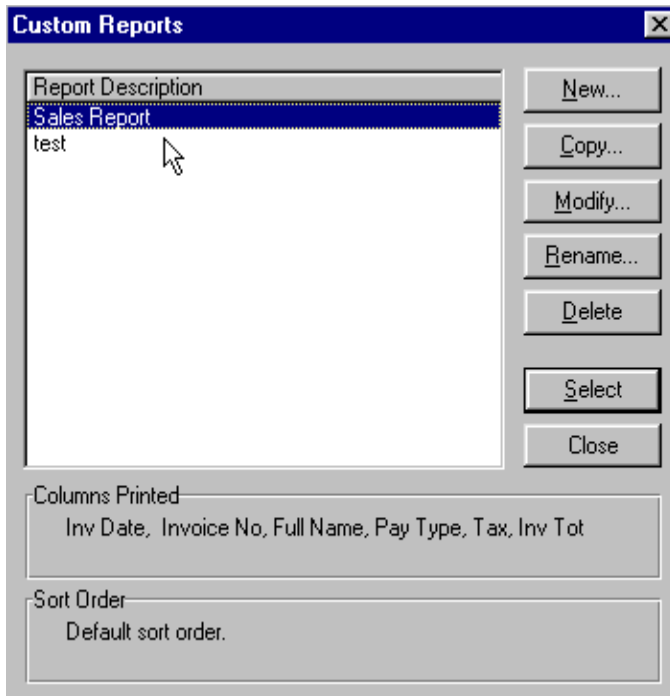 Custom Reports
Report Description
Sales Report
test
New...
Copy...
Modify...
Rename...
Delete
Select
Close
Columns Printed
Inv Date, Invoice No, Full Name, Pay Type, Tax, Inv Tot
Sort Order
Default sort order.